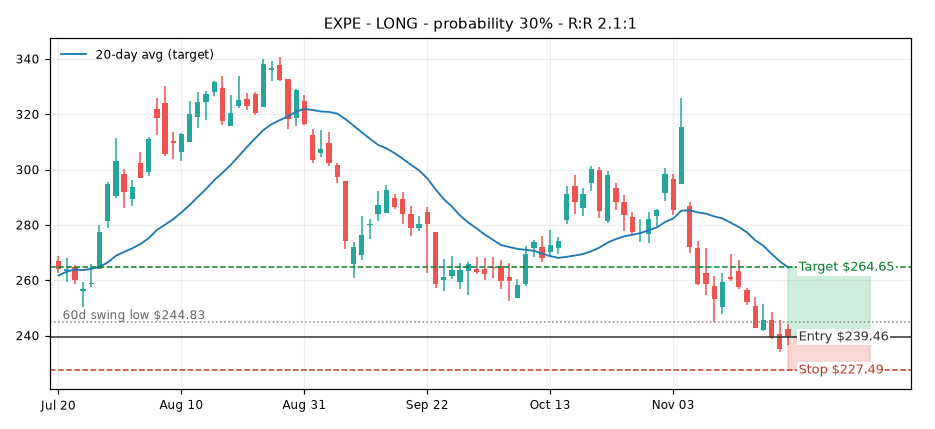 EXPE - LONG - probability 30% - R:R 2.1:1
20-day avg (target)
340
320
300
280
260
240
Target $264.65
60d swing low $244.83
Entry $239.46
Stop $227.49
Jul 20
Aug 10
Aug 31
Sep 22
Oct 13
Nov 03